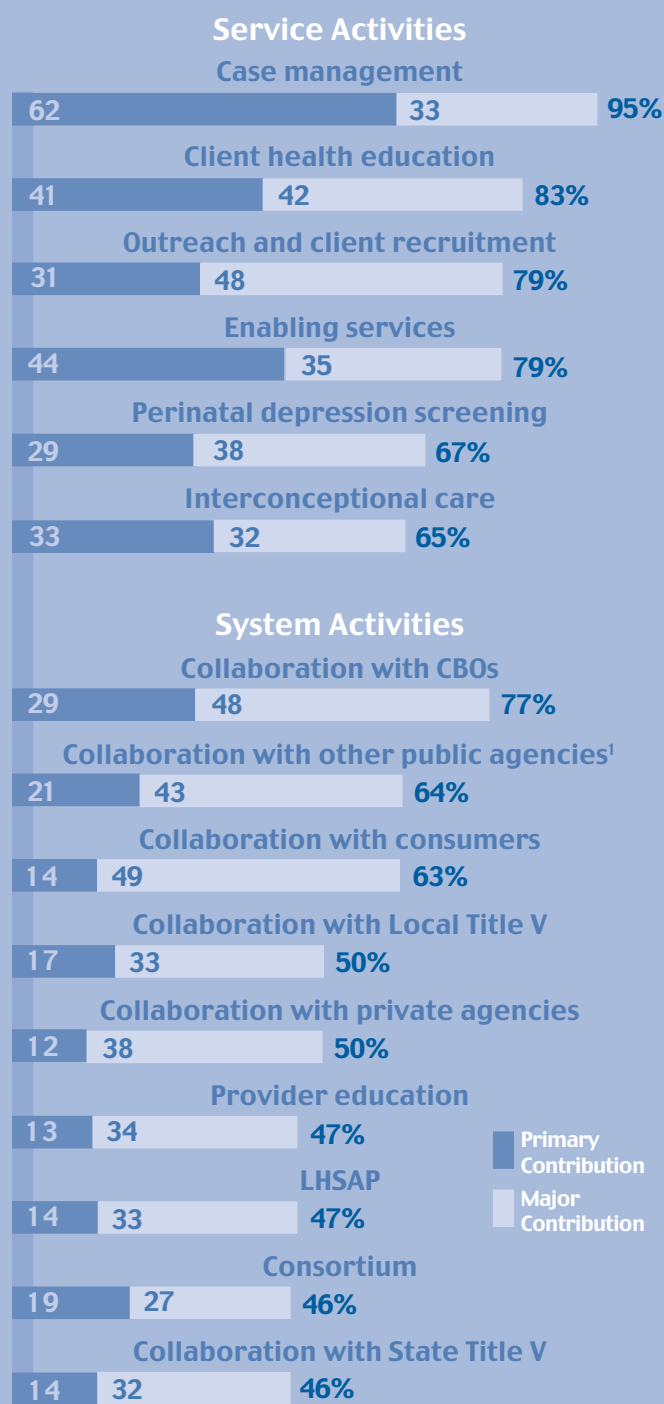 Service Activities
Case management
62 33 95%
Client health education
41 42 83%
Outreach and client recruitment
31 48 79%
Enabling services
44 35 79%
Perinatal depression screening
29 38 67%
Interconceptional care
33 32 65%
System Activities
Collaboration with CBOs
29 48 77%
Collaboration with other public agencies¹
21 43 64%
Collaboration with consumers
14 49 63%
Collaboration with Local Title V
17 33 50%
Collaboration with private agencies
12 38 50%
Provider education
13 34 47%
LHSAP
14 33 47%
Consortium
19 27 46%
Collaboration with State Title V
14 32 46%
Primary
Contribution
Major
Contribution